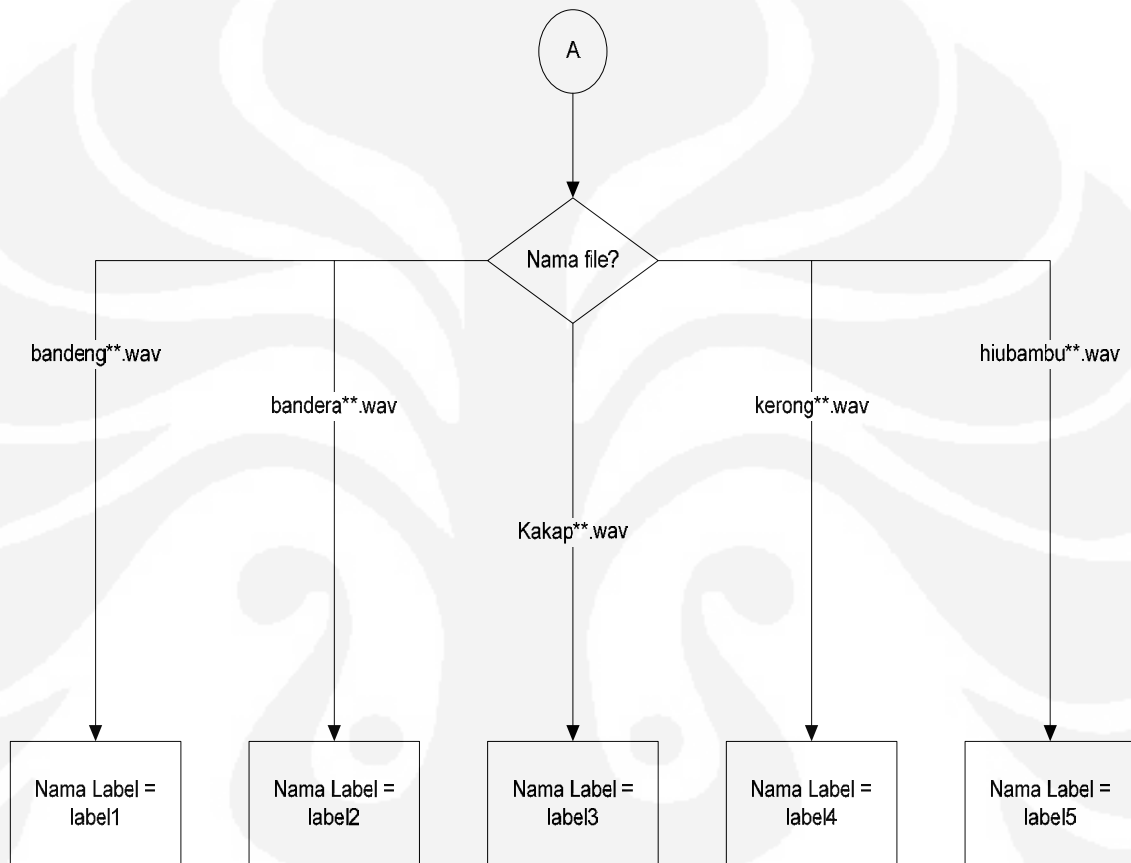 A
Nama file?
bandeng**.wav
hiubambu**.wav
bandera**.wav
kerong**.wav
Kakap**.wav
Nama Label =
label1
Nama Label =
label2
Nama Label =
label3
Nama Label =
label4
Nama Label =
label5